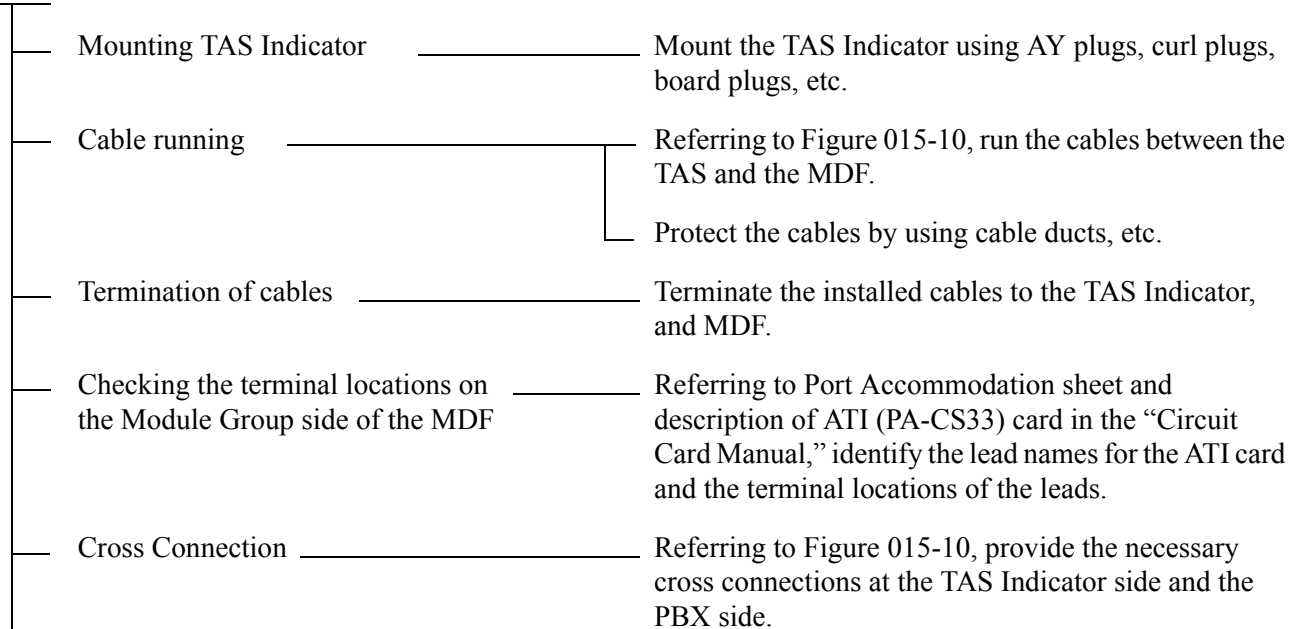 Mounting TAS Indicator
Mount the TAS Indicator using AY plugs, curl plugs,
board plugs, etc.
Cable running
Referring to Figure 015-10, run the cables between the
TAS and the MDF.
Protect the cables by using cable ducts, etc.
Termination of cables
Terminate the installed cables to the TAS Indicator,
and MDF.
Checking the terminal locations on
the Module Group side of the MDF
Referring to Port Accommodation sheet and
description of ATI (PA-CS33) card in the “Circuit
Card Manual,” identify the lead names for the ATI card
and the terminal locations of the leads.
Cross Connection
Referring to Figure 015-10, provide the necessary
cross connections at the TAS Indicator side and the
PBX side.